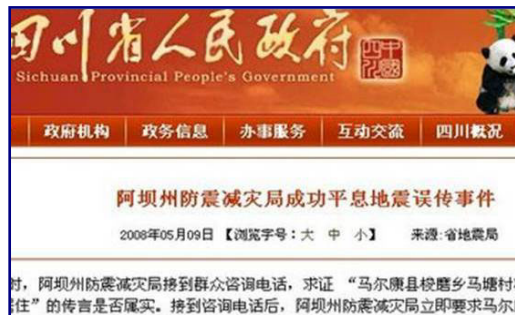 四川省人民政府
Sichuan Provincial People's Government
政府机构 政务信息 办事服务 互动交流 四川概况
阿坝州防震减灾局成功平息地震误传事件
2008年05月09日 【浏览字号:大 中 小】 来源:省地震局
时,阿坝州防震减灾局接到群众咨询电话,求证 “马尔康县梭磨乡马塘村
住”的传言是否属实。接到咨询电话后,阿坝州防震减灾局立即要求马尔